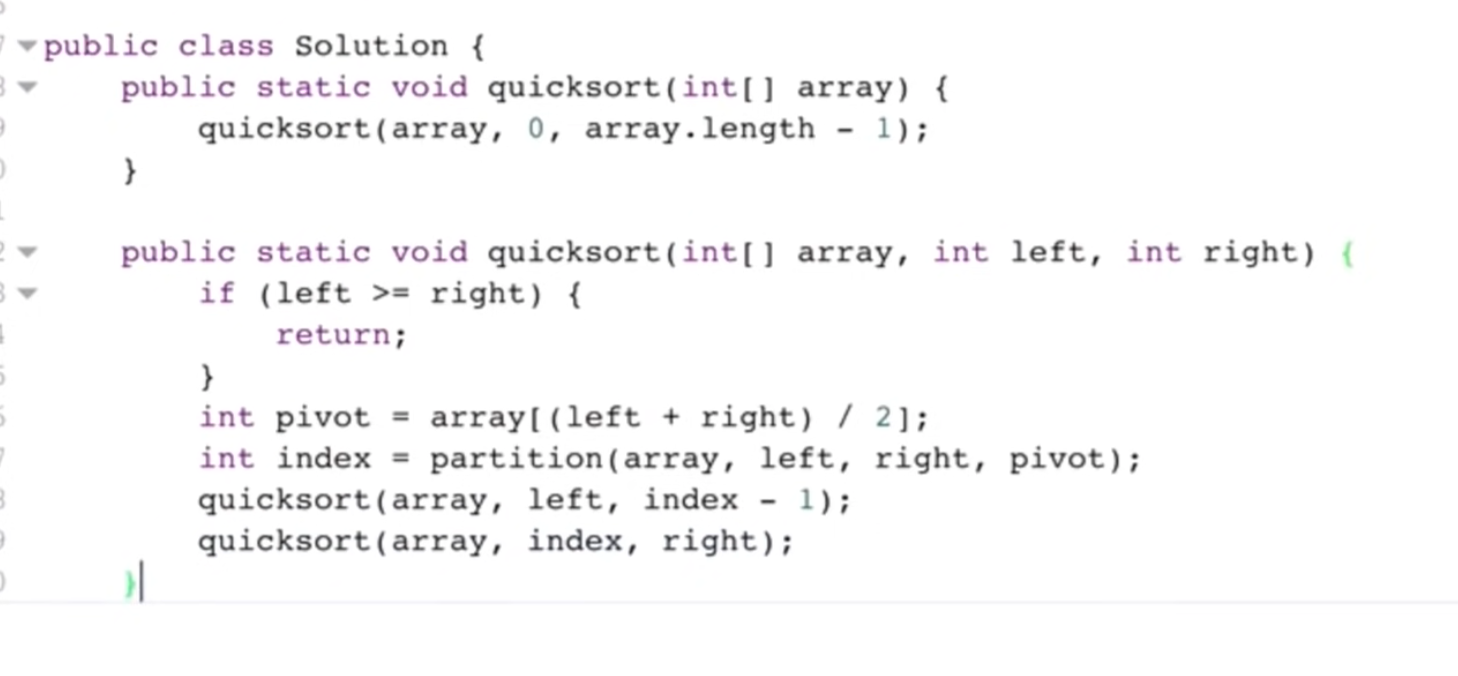 public class Solution {
    public static void quicksort(int[] array) {
        quicksort(array, 0, array.length - 1);
    }

    public static void quicksort(int[] array, int left, int right) {
        if (left >= right) {
            return;
        }
        int pivot = array[(left + right) / 2];
        int index = partition(array, left, right, pivot);
        quicksort(array, left, index - 1);
        quicksort(array, index, right);
    }